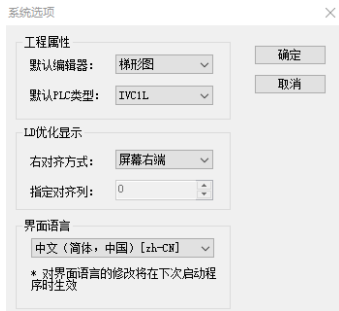 系统选项
工程属性
默认编辑器：
梯形图
确定
默认PLC类型：
IVC1L
取消
LD优化显示
右对齐方式：
屏幕右端
指定对齐列：
0
界面语言
中文（简体，中国）[zh-CN]
* 对界面语言的修改将在下次启动程
序时生效